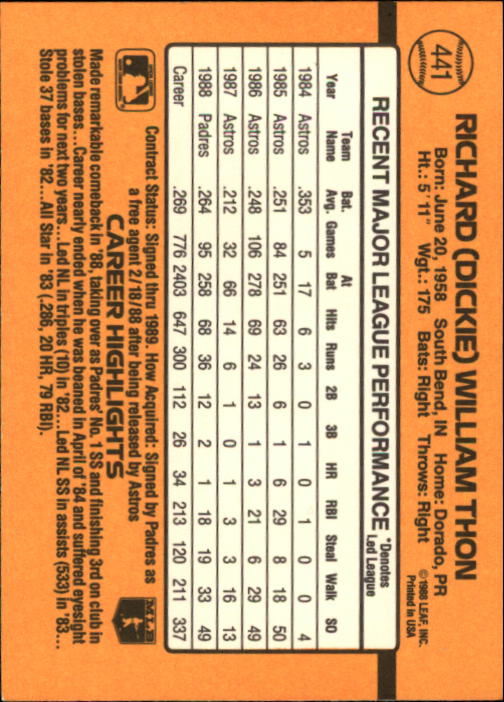 441
RICHARD (DICKIE) WILLIAM THON
Born: June 20, 1958 South Bend, IN Home: Dorado, PR
Ht.: 5'11" Wgt.: 175 Bats: Right Throws: Right
©1988 LEAF, INC.
Printed in USA
RECENT MAJOR LEAGUE PERFORMANCE *Denotes Led League
Year Team Name Bat. Avg. Games At Bat Hits Runs 2B 3B HR RBI Steal Walk SO
1984 Astros .353 5 17 6 3 0 1 0 1 0 0 4
1985 Astros .251 84 251 63 26 6 1 6 29 8 18 50
1986 Astros .248 106 278 69 24 13 1 3 21 6 29 49
1987 Astros .212 32 66 14 6 1 0 1 3 3 16 13
1988 Padres .264 95 258 68 36 12 2 1 18 19 33 49
Career .269 776 2403 647 300 112 26 34 213 120 211 337
Contract Status: Signed thru 1989. How Acquired: Signed by Padres as
a free agent 2/18/88 after being released by Astros
CAREER HIGHLIGHTS
MLB
Made remarkable comeback in '88, taking over as Padres' No. 1 SS and finishing 3rd on club in
stolen bases...Career nearly ended when he was beaned in April of '84 and suffered eyesight
problems for next two years...Led NL in triples (10) in '82...Led NL SS in assists (533) in '83...
Stole 37 bases in '82...All Star in '83 (.286, 20 HR, 79 RBI).